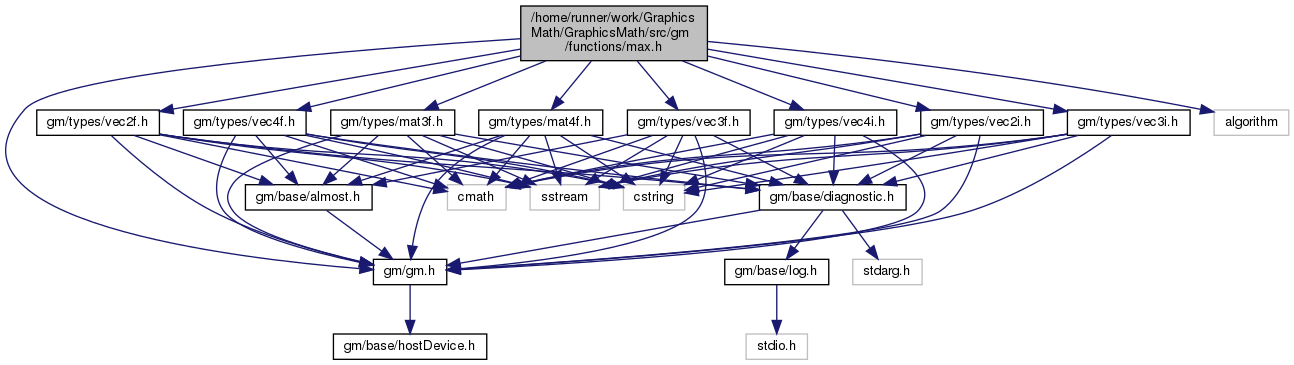 /home/runner/work/Graphics
Math/GraphicsMath/src/gm
/functions/max.h
gm/types/vec2f.h
gm/types/vec4f.h
gm/types/mat3f.h
gm/types/mat4f.h
gm/types/vec3f.h
gm/types/vec4i.h
gm/types/vec2i.h
gm/types/vec3i.h
algorithm
gm/base/almost.h
cmath
sstream
cstring
gm/base/diagnostic.h
gm/gm.h
gm/base/log.h
stdarg.h
gm/base/hostDevice.h
stdio.h